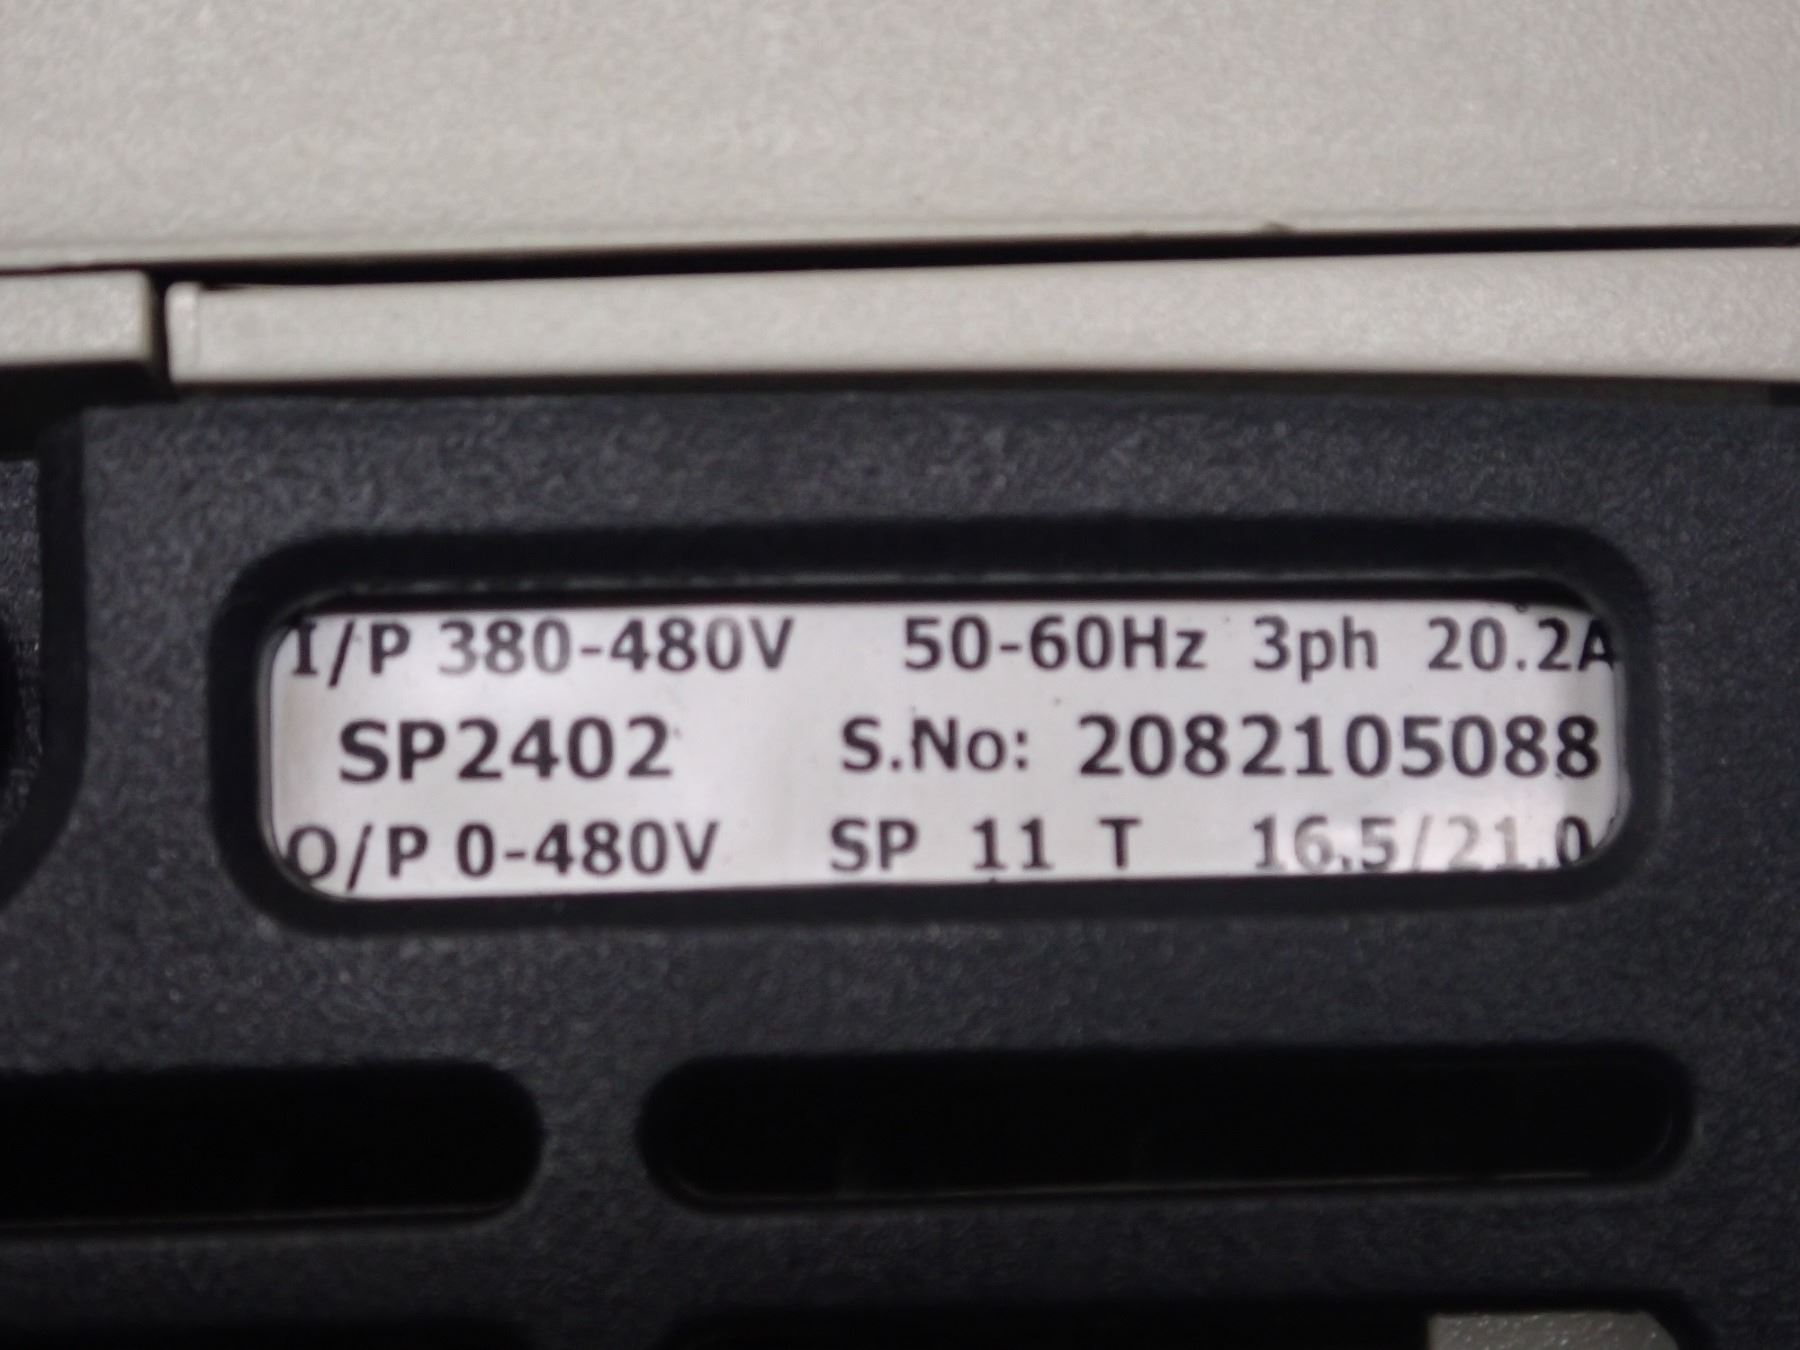 I/P 380-480V 50-60Hz 3ph 20.2A
SP2402 S.No: 2082105088
O/P 0-480V SP 11 T 16.5/21.0